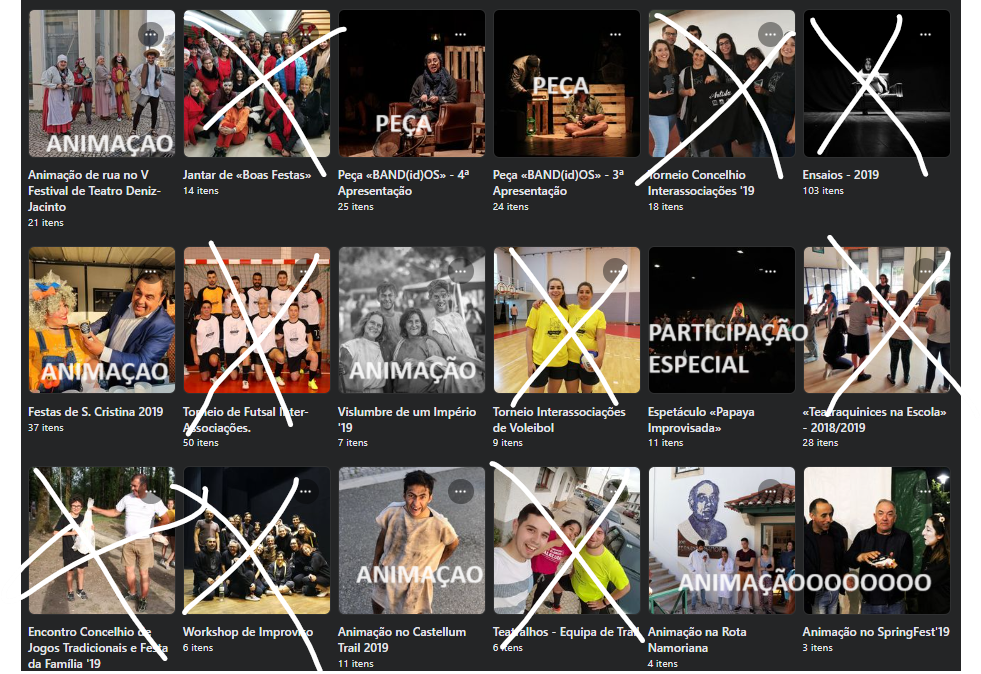 ANIMAÇAO
PEÇA
PEÇA
Animação de rua no V
Festival de Teatro Deniz-
Jacinto
21 itens
Jantar de «Boas Festas»
14 itens
Peça «BAND(id)OS» - 4ª
Apresentação
25 itens
Peça «BAND(id)OS» - 3ª
Apresentação
24 itens
Torneio Concelhio
Interassociações '19
18 itens
Ensaios - 2019
103 itens
ANIMAÇAO
ANIMAÇÃO
PARTICIPAÇÃO
ESPECIAL
Festas de S. Cristina 2019
37 itens
Torneio de Futsal Inter-
Associações.
50 itens
Vislumbre de um Império
'19
7 itens
Torneio Interassociações
de Voleibol
9 itens
Espetáculo «Papaya
Improvisada»
11 itens
«Teatraquinices na Escola»
- 2018/2019
28 itens
ANIMAÇAO
ANIMAÇÃOOOOOOOO
Encontro Concelhio de
Jogos Tradicionais e Festa
da Família '19
Workshop de Improviso
6 itens
Animação no Castellum
Trail 2019
11 itens
Teatralhos - Equipa de Trail
6 itens
Animação na Rota
Namoriana
4 itens
Animação no SpringFest'19
3 itens